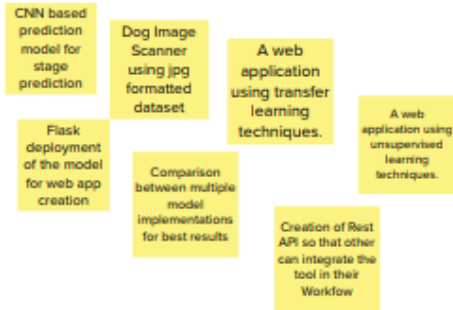 CNN based
prediction
model for
stage
prediction
Dog Image
Scanner
using jpg
formatted
dataset
A web
application
using transfer
learning
techniques.
A web
application using
unsupervised
learning
techniques.
Flask
deployment
of the model
for web app
creation
Comparison
between multiple
model
implementations
for best results
Creation of Rest
API so that other
can integrate the
tool in their
Workfow